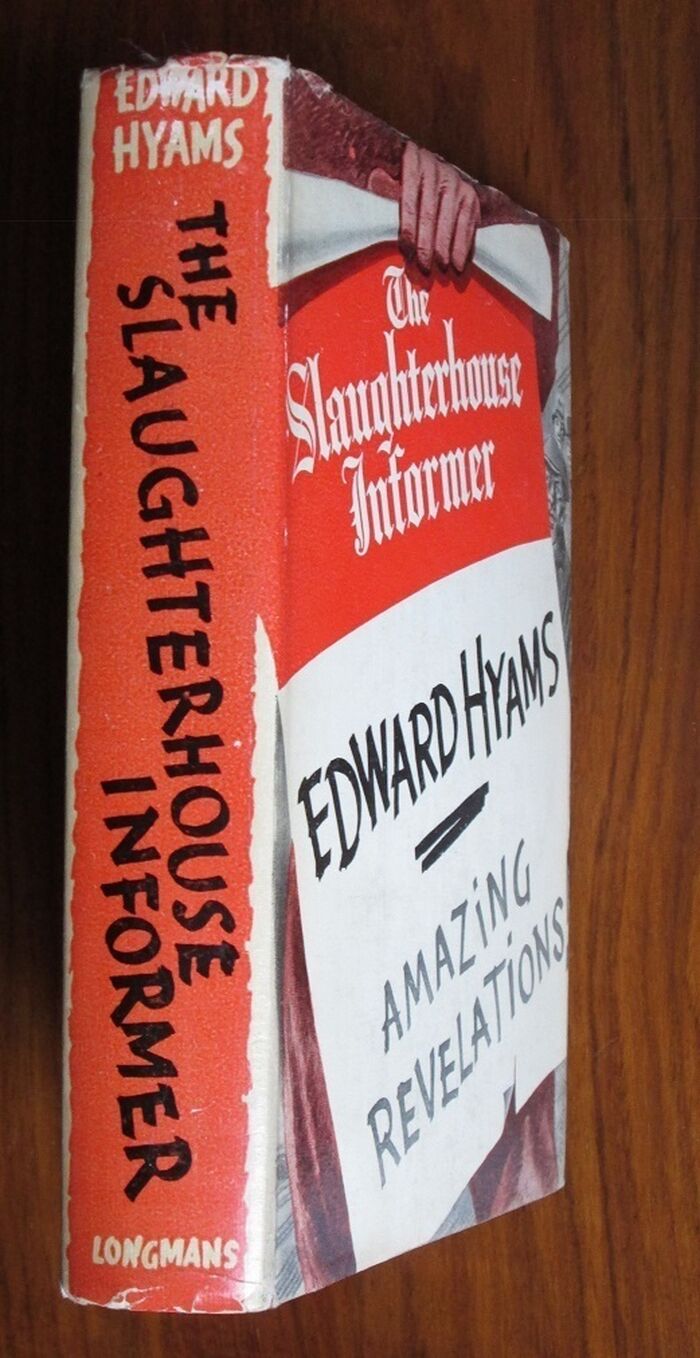 EDWARD
HYAMS
THE
SLAUGHTERHOUSE
INFORMER
LONGMANS
The
Slaughterhouse
Informer
EDWARD HYAMS
AMAZING
REVELATIONS